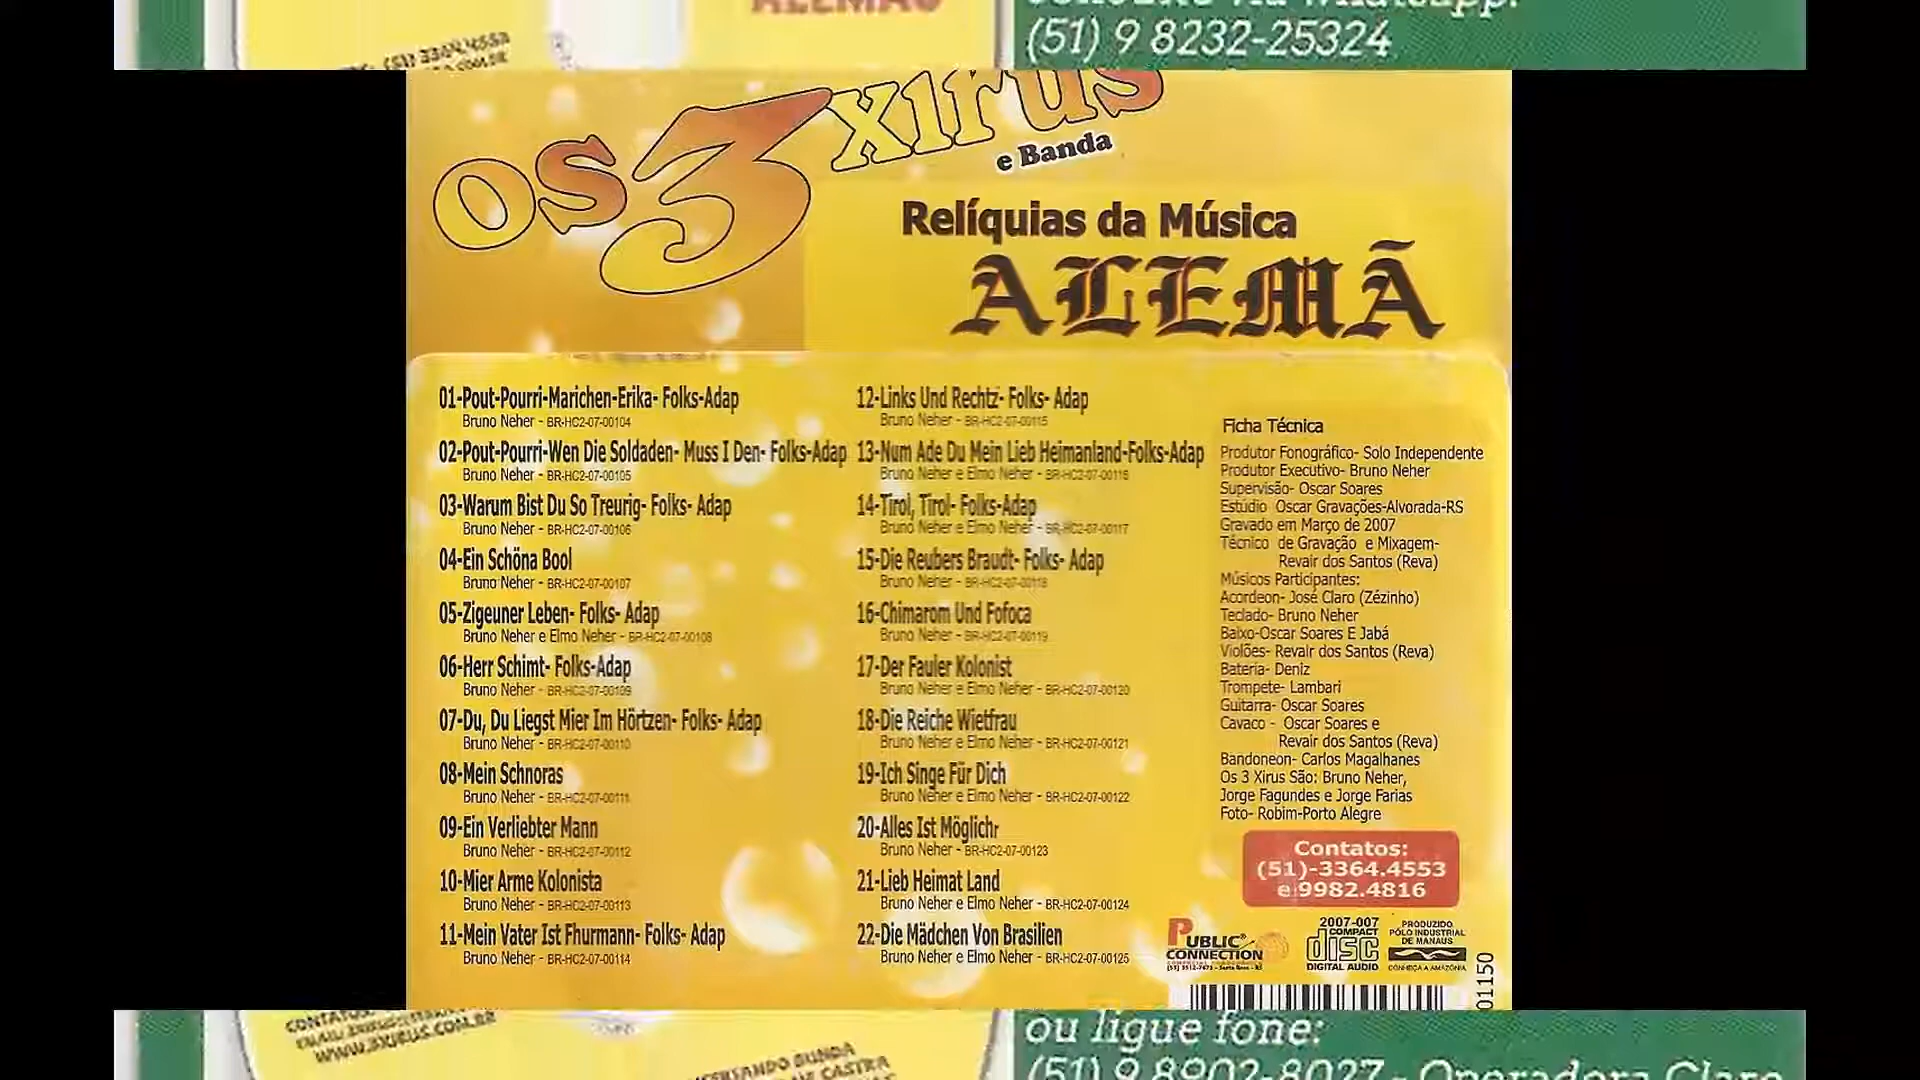 ALEMÃO
(51) 3364.4553
(51) 9 8232-25324
Os 3 xirus
e Banda
Relíquias da Música
ALEMÃ
01-Pout-Pourri-Marichen-Erika- Folks-Adap
Bruno Neher - BR-HC2-07-00104
02-Pout-Pourri-Wen Die Soldaden- Muss I Den- Folks-Adap
Bruno Neher - BR-HC2-07-00105
03-Warum Bist Du So Treurig- Folks- Adap
Bruno Neher - BR-HC2-07-00106
04-Ein Schöna Bool
Bruno Neher - BR-HC2-07-00107
05-Zigeuner Leben- Folks- Adap
Bruno Neher e Elmo Neher - BR-HC2-07-00108
06-Herr Schimt- Folks-Adap
Bruno Neher - BR-HC2-07-00109
07-Du, Du Liegst Mier Im Hörtzen- Folks- Adap
Bruno Neher - BR-HC2-07-00110
08-Mein Schnoras
Bruno Neher - BR-HC2-07-00111
09-Ein Verliebter Mann
Bruno Neher - BR-HC2-07-00112
10-Mier Arme Kolonista
Bruno Neher - BR-HC2-07-00113
11-Mein Vater Ist Fhurmann- Folks- Adap
Bruno Neher - BR-HC2-07-00114
12-Links Und Rechtz- Folks- Adap
Bruno Neher - BR-HC2-07-00115
13-Num Ade Du Mein Lieb Heimanland-Folks-Adap
Bruno Neher e Elmo Neher - BR-HC2-07-00116
14-Tirol, Tirol- Folks-Adap
Bruno Neher e Elmo Neher - BR-HC2-07-00117
15-Die Reubers Braudt- Folks- Adap
Bruno Neher - BR-HC2-07-00118
16-Chimarom Und Fofoca
Bruno Neher - BR-HC2-07-00119
17-Der Fauler Kolonist
Bruno Neher e Elmo Neher - BR-HC2-07-00120
18-Die Reiche Wietfrau
Bruno Neher e Elmo Neher - BR-HC2-07-00121
19-Ich Singe Für Dich
Bruno Neher e Elmo Neher - BR-HC2-07-00122
20-Alles Ist Möglichr
Bruno Neher - BR-HC2-07-00123
21-Lieb Heimat Land
Bruno Neher e Elmo Neher - BR-HC2-07-00124
22-Die Mädchen Von Brasilien
Bruno Neher e Elmo Neher - BR-HC2-07-00125
Ficha Técnica
Produtor Fonográfico- Solo Independente
Produtor Executivo- Bruno Neher
Supervisão- Oscar Soares
Estúdio Oscar Gravações-Alvorada-RS
Gravado em Março de 2007
Técnico de Gravação e Mixagem-
Revair dos Santos (Reva)
Músicos Participantes:
Acordeon- José Claro (Zézinho)
Teclado- Bruno Neher
Baixo-Oscar Soares E Jabá
Violões- Revair dos Santos (Reva)
Bateria- Deniz
Trompete- Lambari
Guitarra- Oscar Soares
Cavaco - Oscar Soares e
Revair dos Santos (Reva)
Bandoneon- Carlos Magalhanes
Os 3 Xirus São: Bruno Neher,
Jorge Fagundes e Jorge Farias
Foto- Robim-Porto Alegre
Contatos:
(51)-3364.4553
e 9982.4816
PUBLIC
CONNECTION
2007-007
COMPACT
disc
DIGITAL AUDIO
PRODUZIDO
PÓLO INDUSTRIAL
DE MANAUS
CONHEÇA A AMAZÔNIA
01150
WWW.3XIRUS.COM.BR
ou ligue fone:
(51) 9 8902-8027 - Operadora Claro